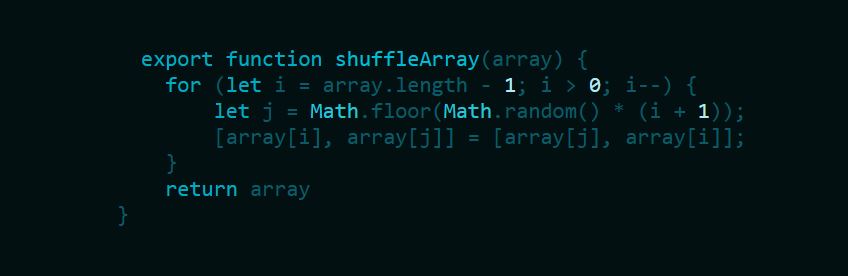 export function shuffleArray(array) {
for (let i = array.length - 1; i > 0; i--) {
let j = Math.floor(Math.random() * (i + 1));
[array[i], array[j]] = [array[j], array[i]];
}
return array
}